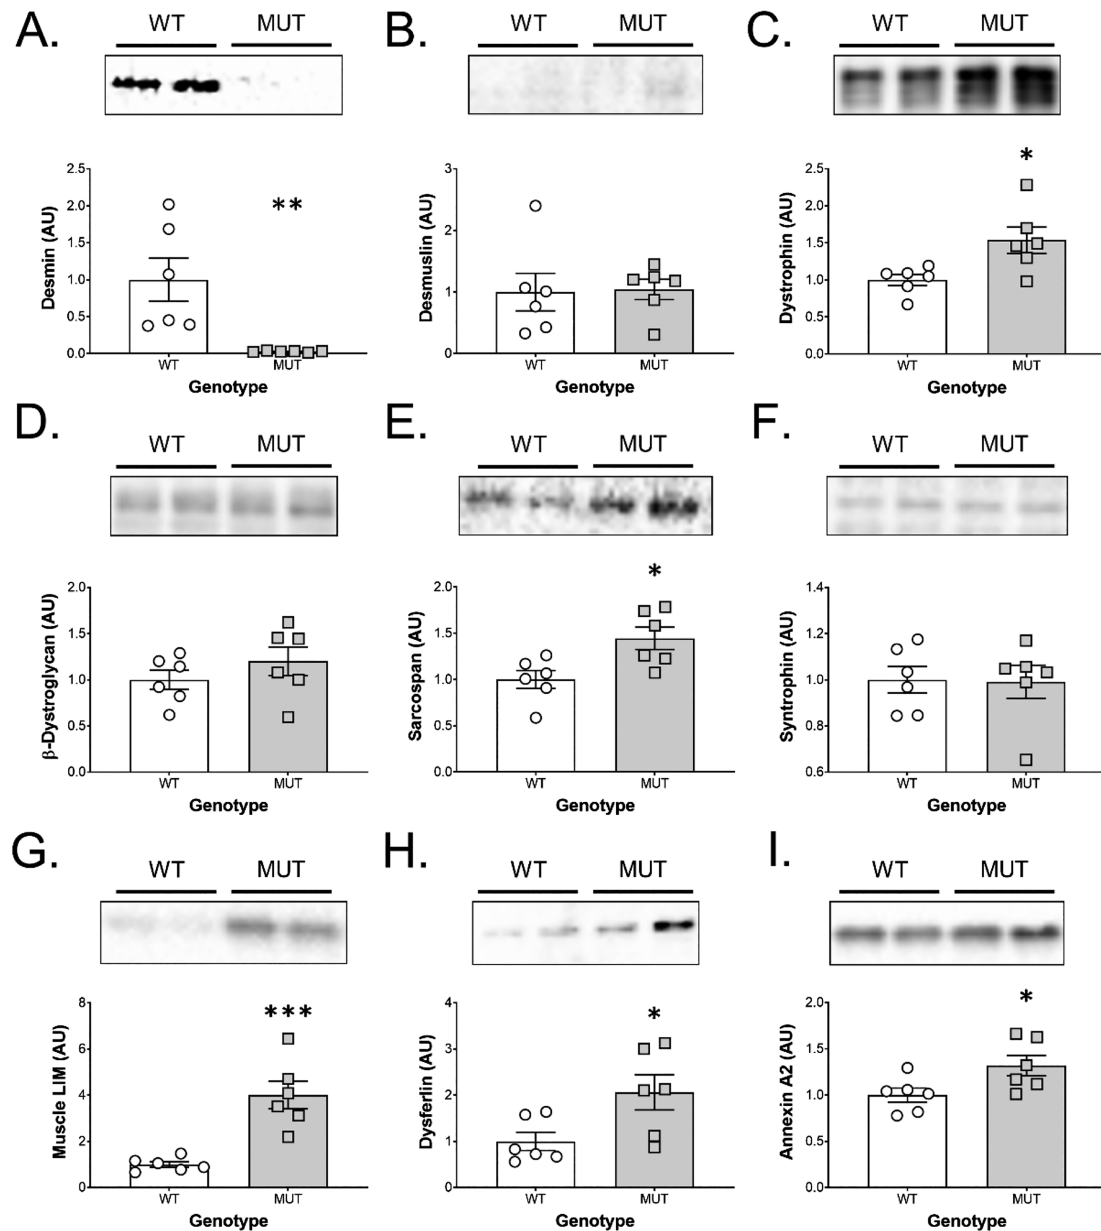 A.
WT MUT
Desmin (AU)
2.5
2.0
1.5
1.0
0.5
0.0
**
WT MUT
Genotype
B.
WT MUT
Desmuslin (AU)
3
2
1
0
WT MUT
Genotype
C.
WT MUT
Dystrophin (AU)
2.5
2.0
1.5
1.0
0.5
0.0
*
WT MUT
Genotype
D.
WT MUT
β-Dystroglycan (AU)
2.0
1.5
1.0
0.5
0.0
WT MUT
Genotype
E.
WT MUT
Sarcospan (AU)
2.0
1.5
1.0
0.5
0.0
*
WT MUT
Genotype
F.
WT MUT
Syntrophin (AU)
1.4
1.2
1.0
0.8
0.6
WT MUT
Genotype
G.
WT MUT
Muscle LIM (AU)
8
6
4
2
0
***
WT MUT
Genotype
H.
WT MUT
Dysferlin (AU)
4
3
2
1
0
*
WT MUT
Genotype
I.
WT MUT
Annexin A2 (AU)
2.0
1.5
1.0
0.5
0.0
*
WT MUT
Genotype